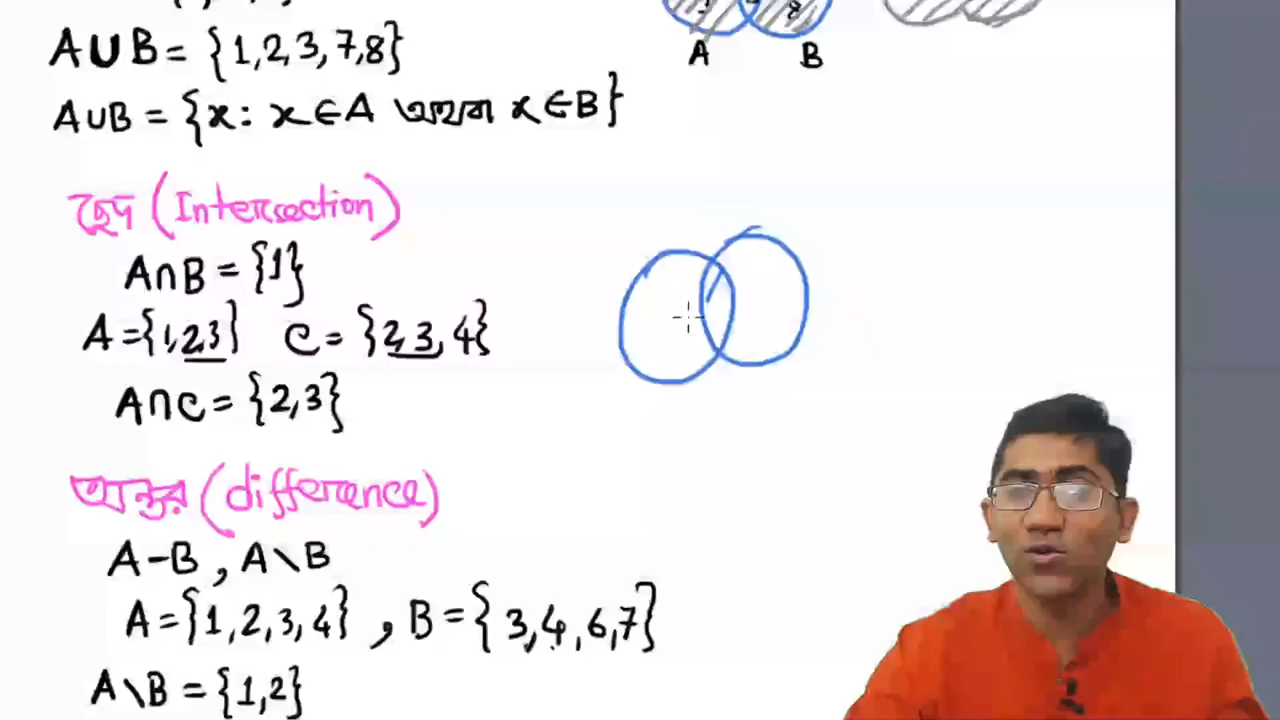 A B
A∪B = {1,2,3,7,8}
A∪B = {x: x∈A অথবা x∈B}
ছেদ (Intersection)
A∩B = {1}
A={1,2,3} C = {2,3,4}
A∩C = {2,3}
অন্তর (difference)
A-B, A\B
A={1,2,3,4}, B={3,4,6,7}
A\B = {1,2}